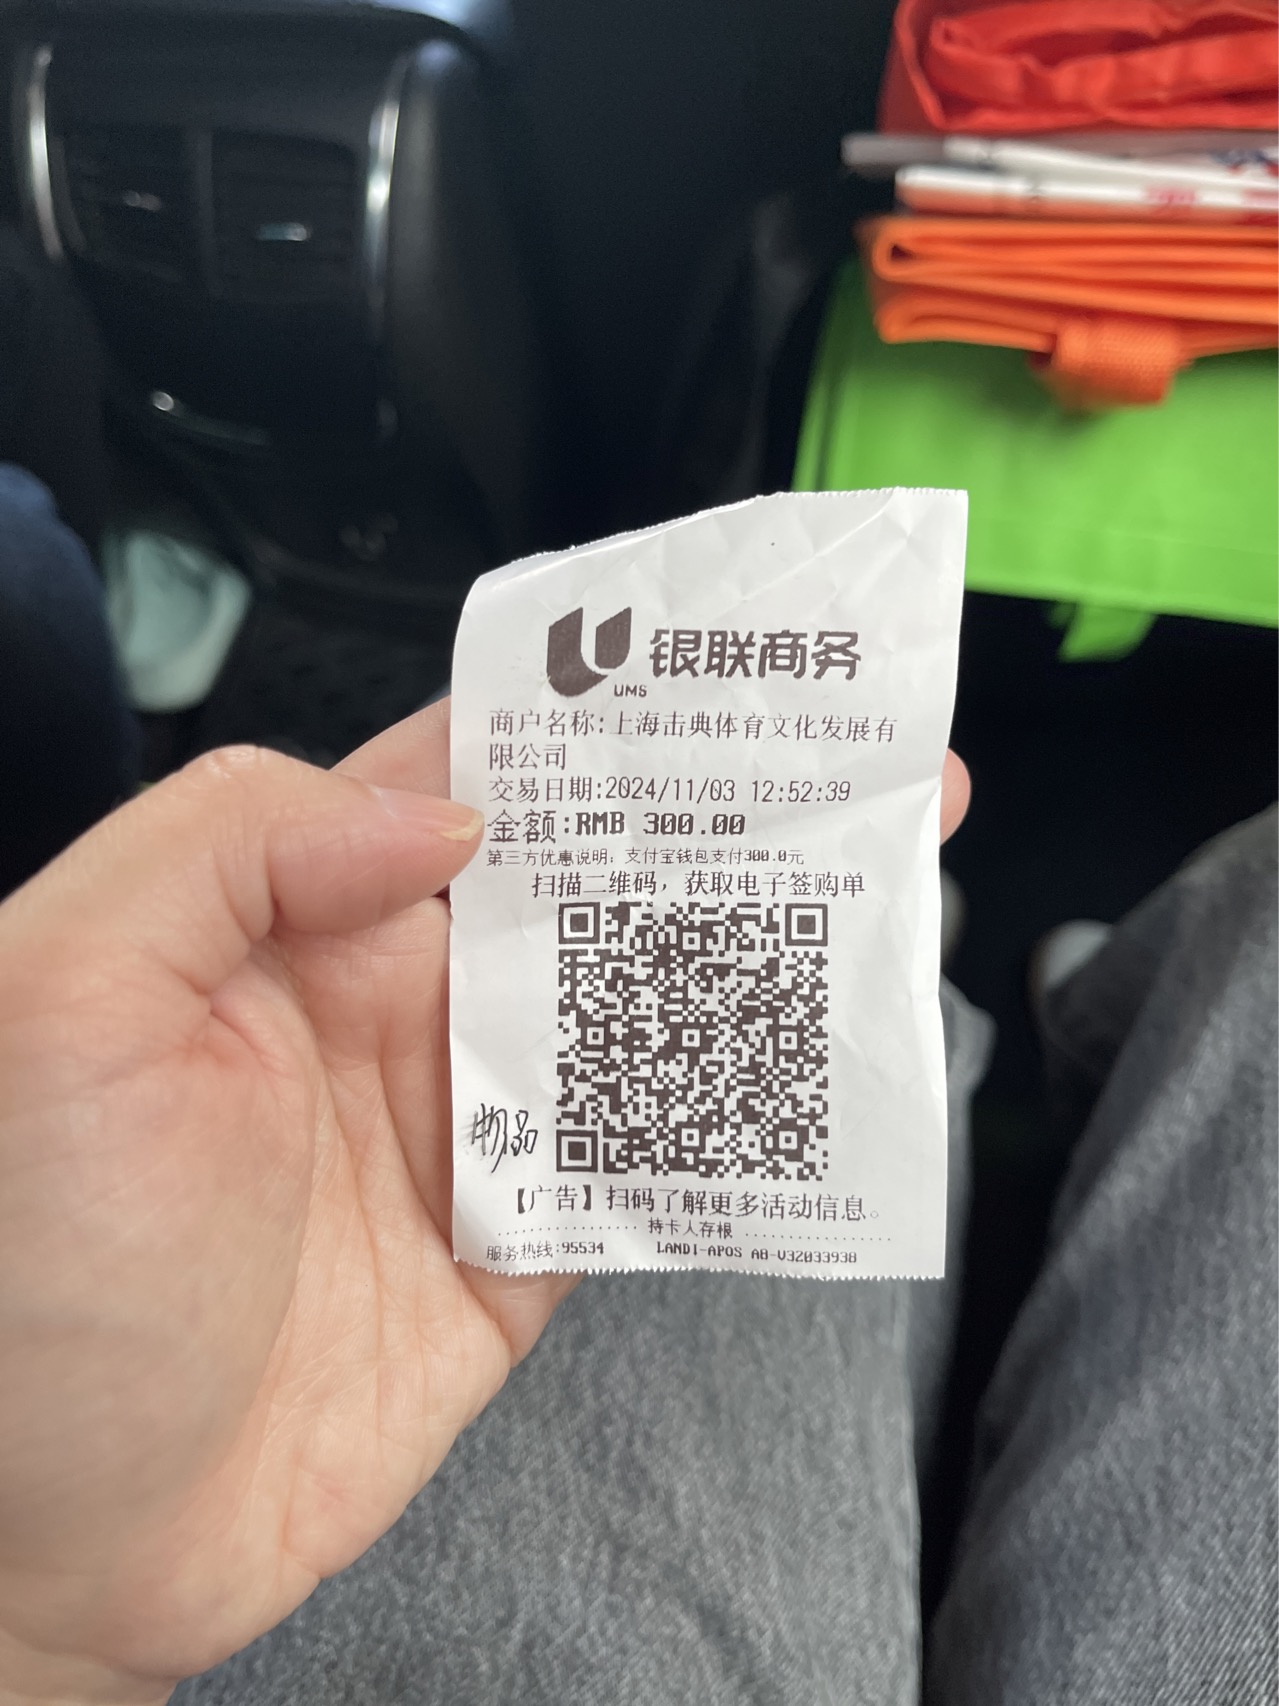 UMS 银联商务
商户名称:上海击典体育文化发展有
限公司
交易日期:2024/11/03 12:52:39
金额:RMB 300.00
第三方优惠说明：支付宝钱包支付300.0元
扫描二维码，获取电子签购单
物品
【广告】扫码了解更多活动信息。
持卡人存根
服务热线:95534 LANDI-APOS A8-V32033938